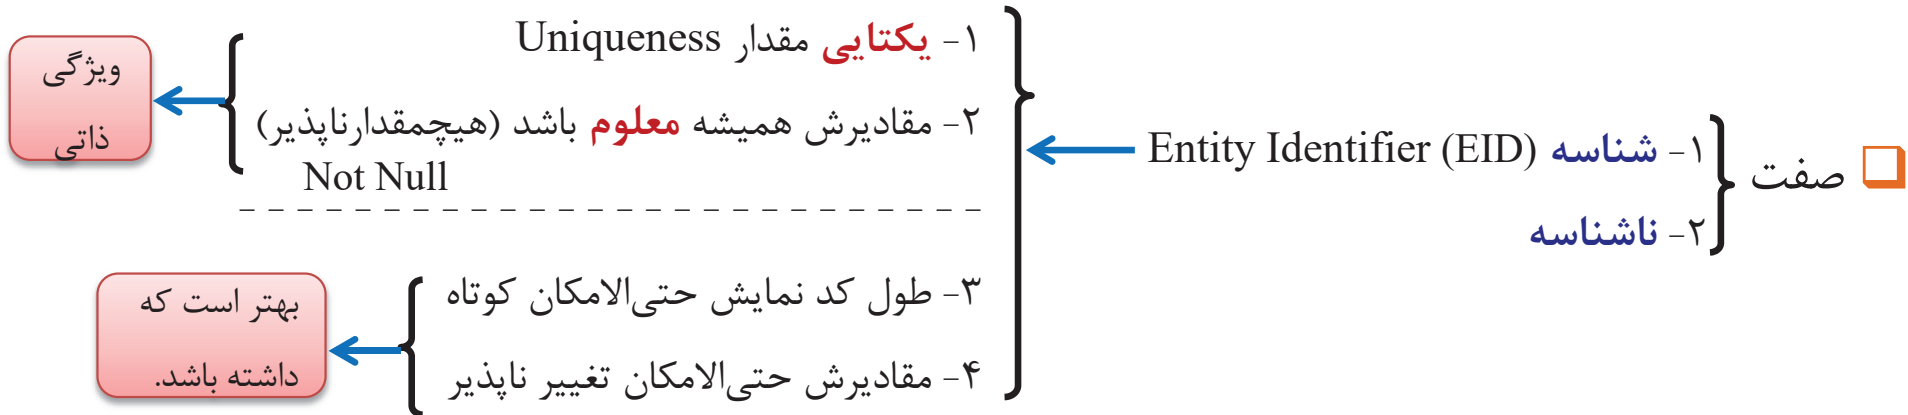 صفت
۱- شناسه Entity Identifier (EID)
۲- ناشناسه
۱- یکتایی مقدار Uniqueness
۲- مقادیرش همیشه معلوم باشد (هیچمقدارناپذیر)
Not Null
ویژگی
ذاتی
۳- طول کد نمایش حتی‌الامکان کوتاه
۴- مقادیرش حتی‌الامکان تغییر ناپذیر
بهتر است که
داشته باشد.